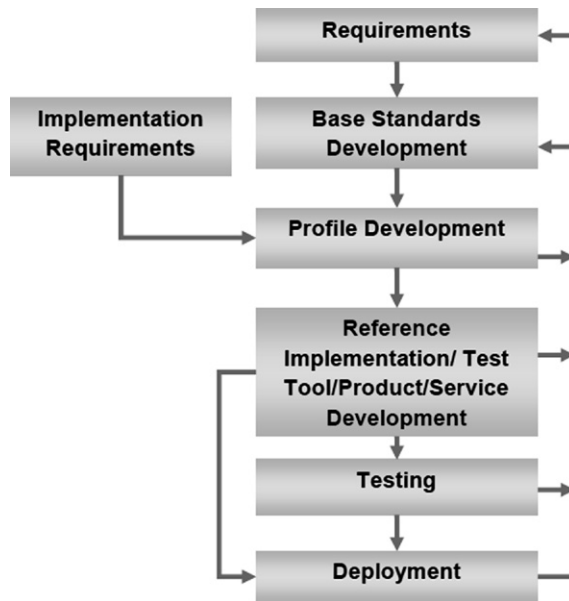 Requirements
Implementation
Requirements
Base Standards
Development
Profile Development
Reference
Implementation/ Test
Tool/Product/Service
Development
Testing
Deployment